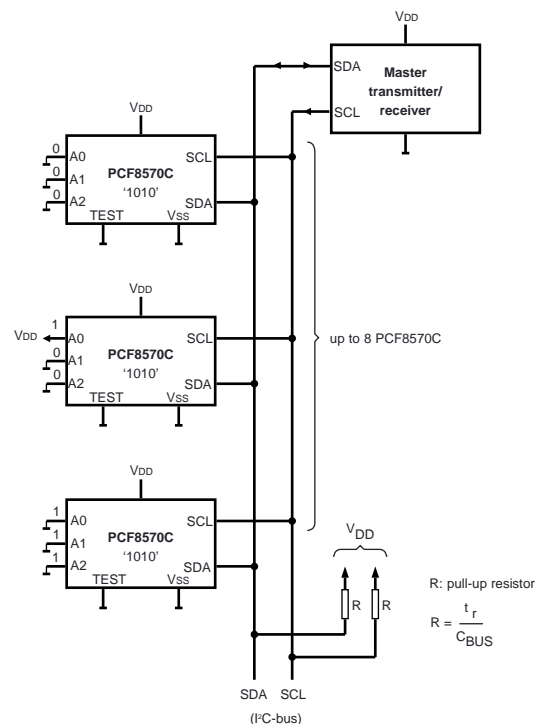 VDD
SDA
Master
transmitter/
receiver
SCL
VDD
0
A0
PCF8570C
SCL
0
A1
'1010'
0
A2
SDA
TEST
VSS
VDD
1
VDD
A0
PCF8570C
SCL
0
A1
'1010'
0
A2
SDA
TEST
VSS
up to 8 PCF8570C
VDD
1
A0
PCF8570C
SCL
1
A1
'1010'
1
A2
SDA
TEST
VSS
VDD
R
R
R: pull-up resistor
R = t r / CBUS
SDA SCL
(I²C-bus)